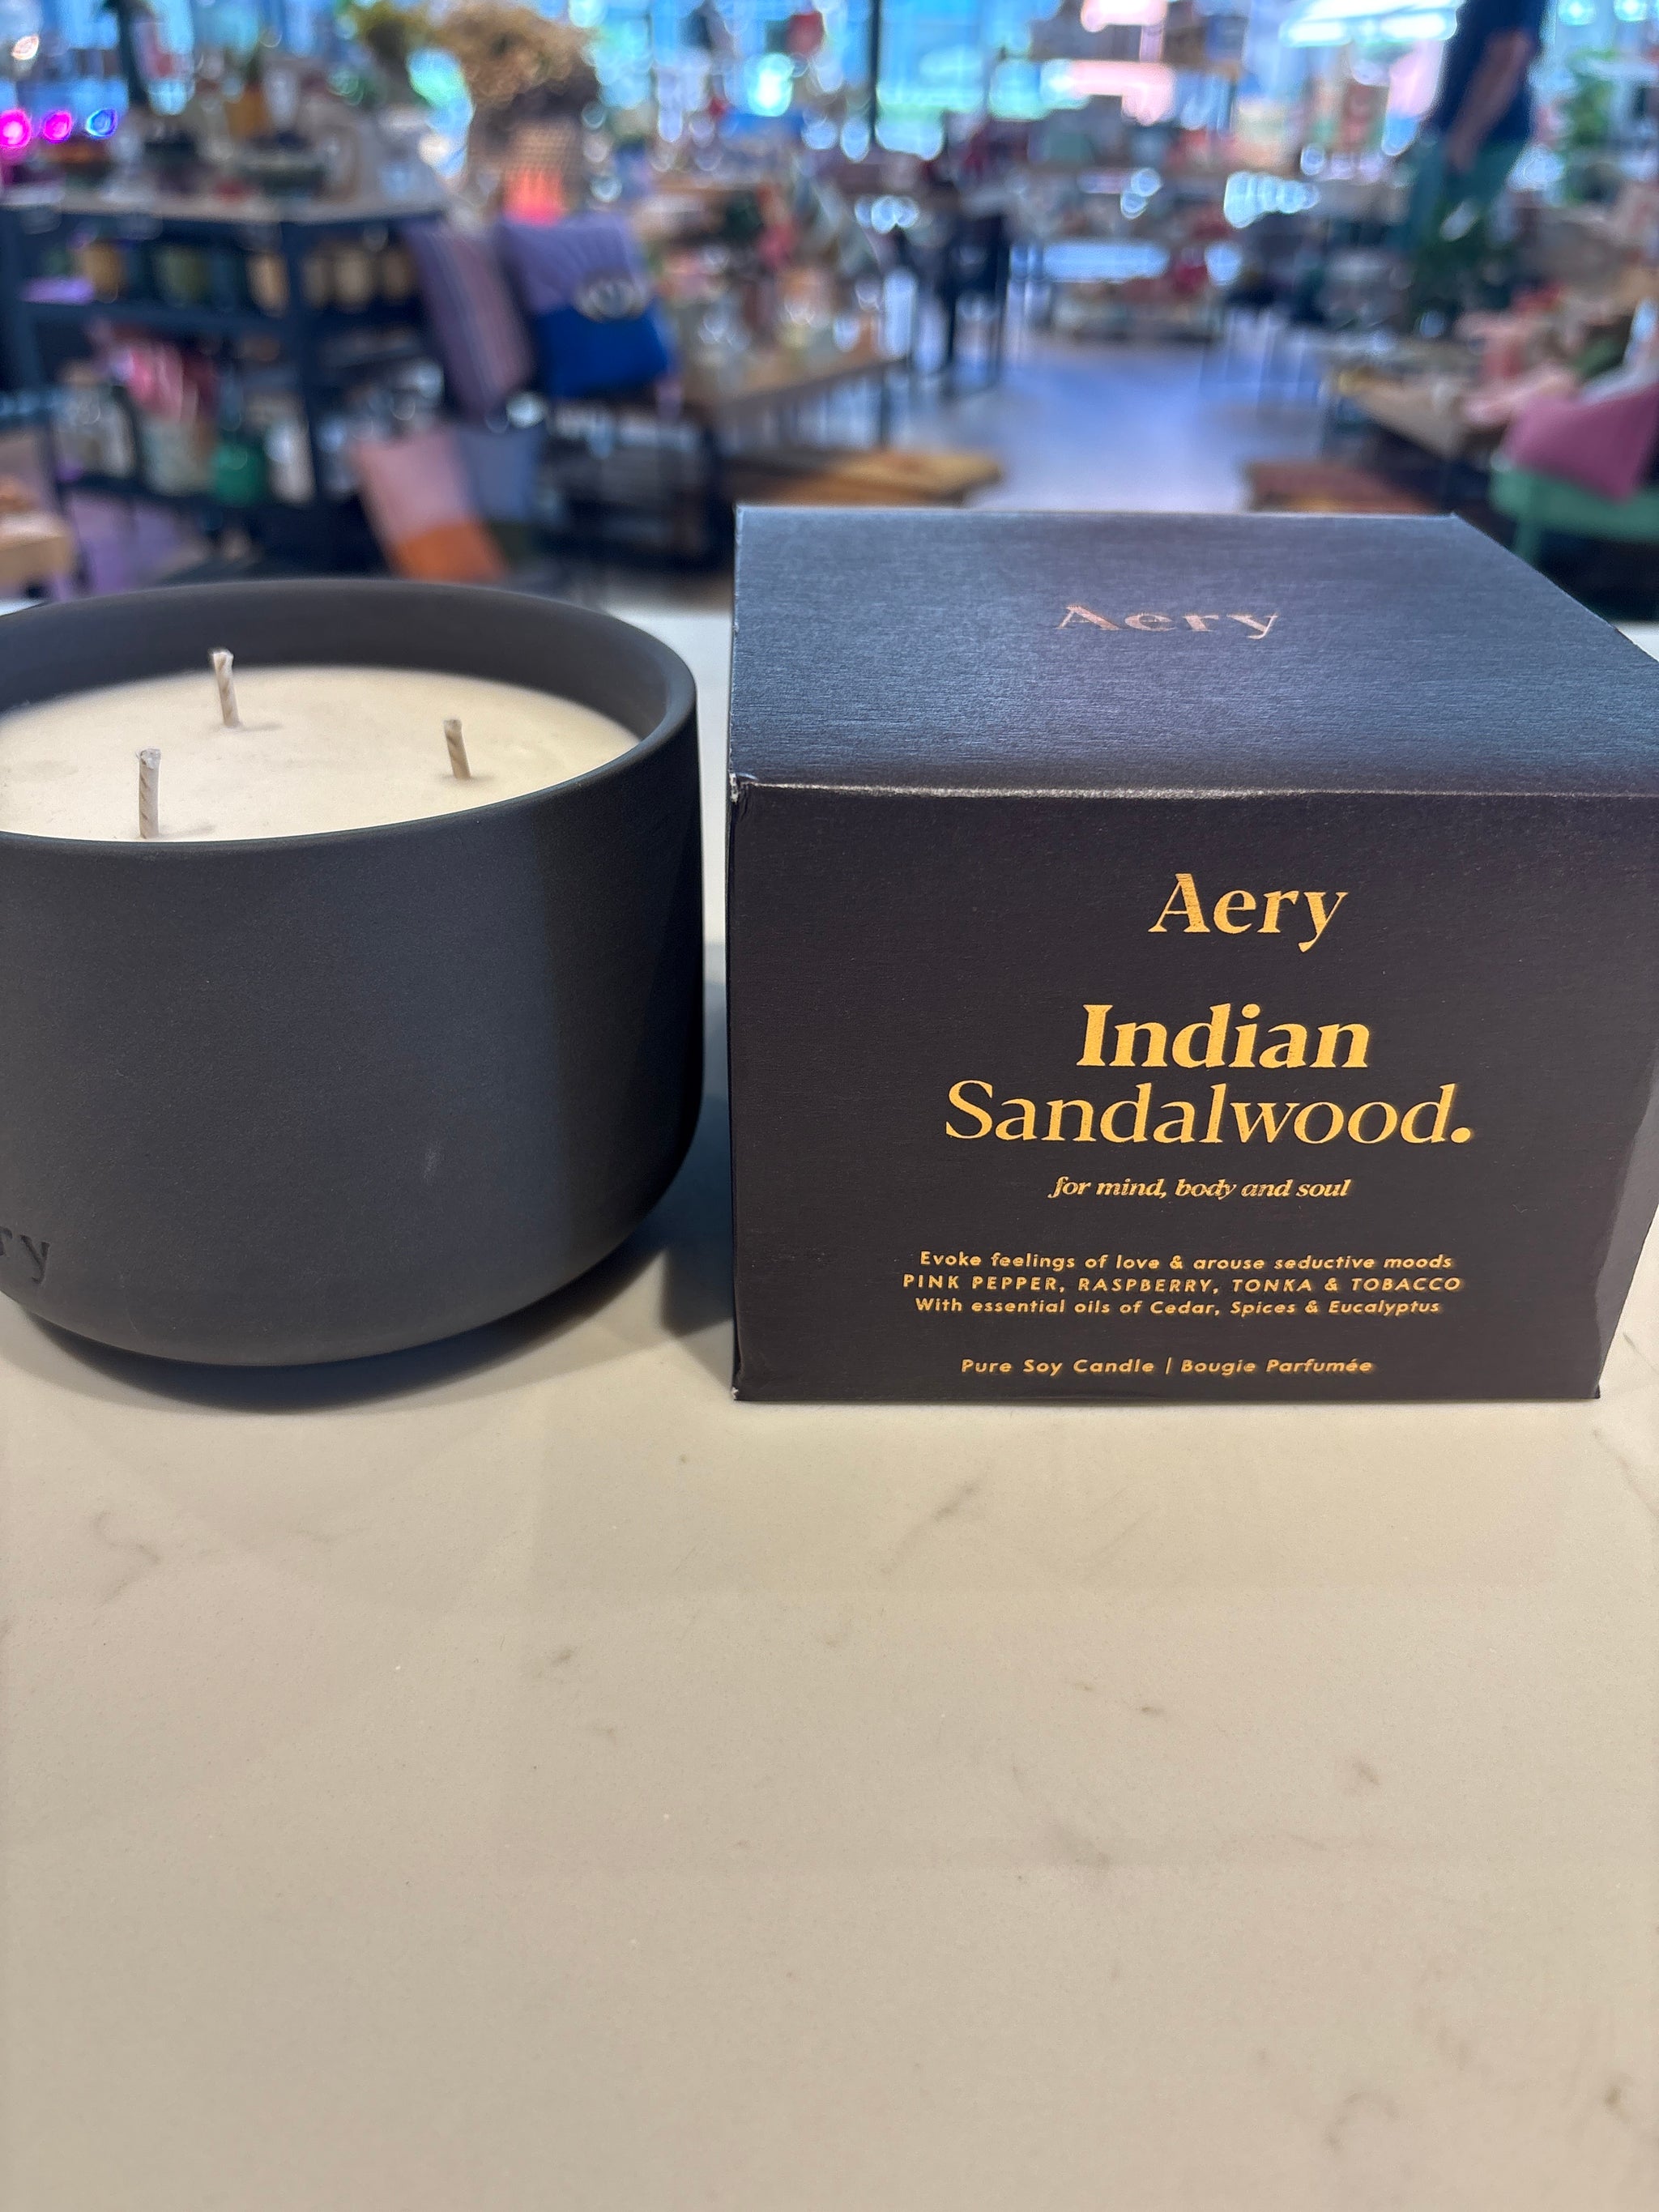 Aery
Aery
Indian
Sandalwood.
for mind, body and soul
Evoke feelings of love & arouse seductive moods
PINK PEPPER, RASPBERRY, TONKA & TOBACCO
With essential oils of Cedar, Spices & Eucalyptus
Pure Soy Candle | Bougie Parfumée
ry